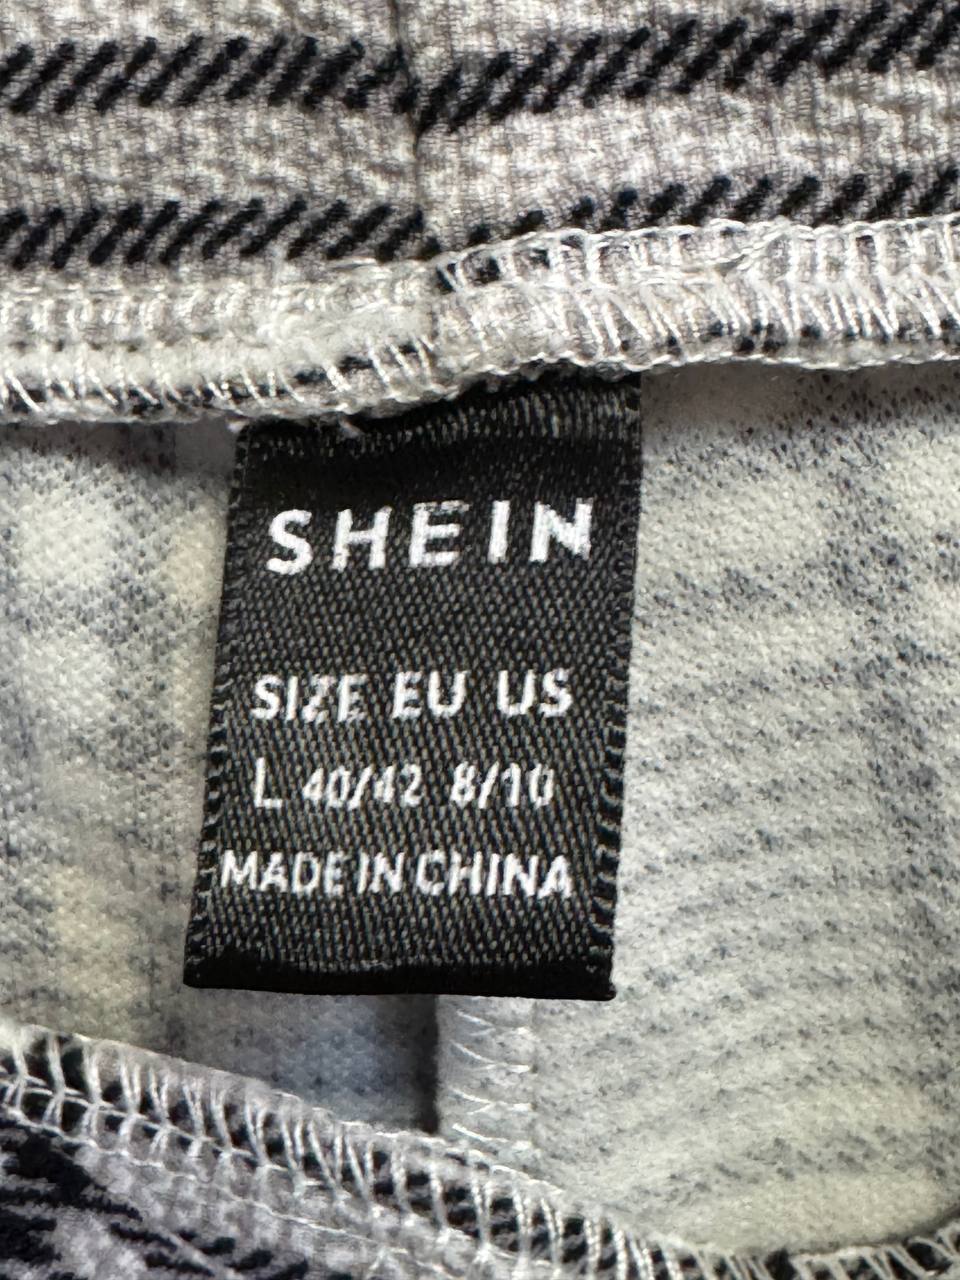 SHEIN
SIZE EU US
L 40/42 8/10
MADE IN CHINA